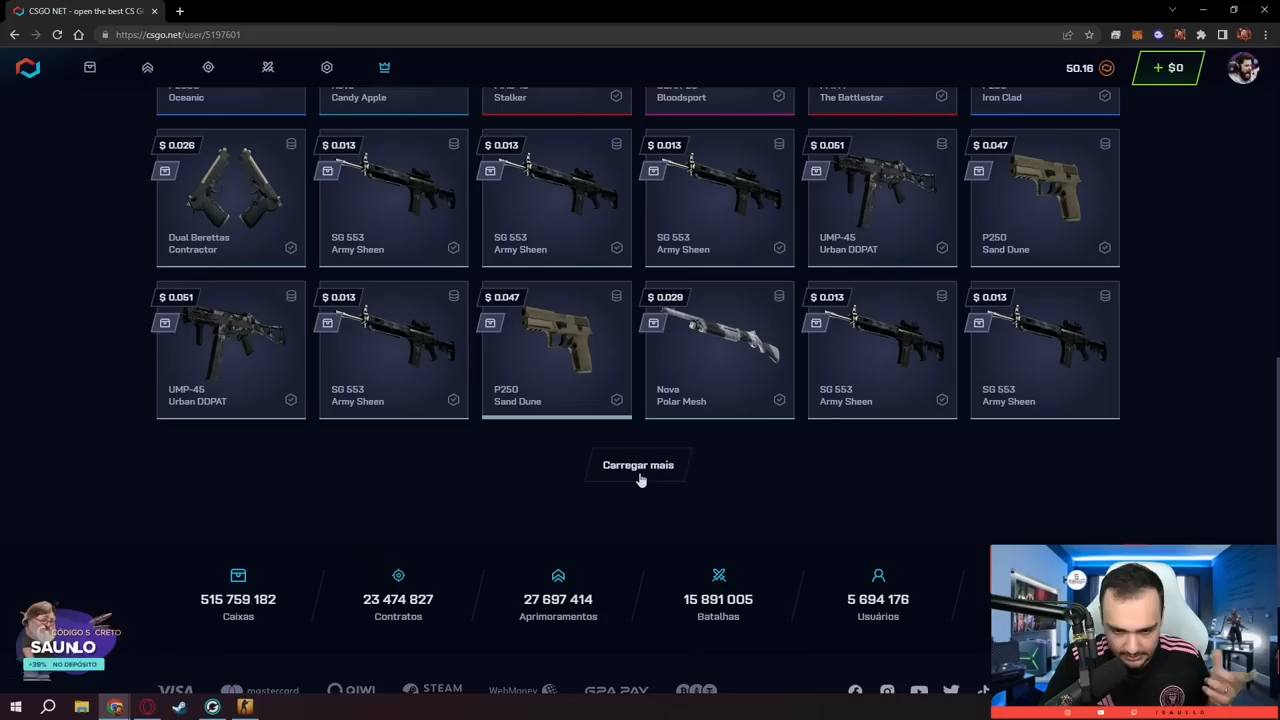 CSGO NET - open the best CS G
https://csgo.net/user/5197601
50.16
+ $0
Oceanic
Candy Apple
Stalker
Bloodsport
The Battlestar
Iron Clad
$ 0.026
$ 0.013
$ 0.013
$ 0.013
$ 0.051
$ 0.047
Dual Berettas
Contractor
SG 553
Army Sheen
SG 553
Army Sheen
SG 553
Army Sheen
UMP-45
Urban DDPAT
P250
Sand Dune
$ 0.051
$ 0.013
$ 0.047
$ 0.029
$ 0.013
$ 0.013
UMP-45
Urban DDPAT
SG 553
Army Sheen
P250
Sand Dune
Nova
Polar Mesh
SG 553
Army Sheen
SG 553
Army Sheen
Carregar mais
515 759 182
Caixas
23 474 827
Contratos
27 697 414
Aprimoramentos
15 891 005
Batalhas
5 694 176
Usuários
CÓDIGO S CRETO
SAUNLO
+39% NO DEPÓSITO
VISA
mastercard
QIWI
STEAM
WebMoney
G2A PAY